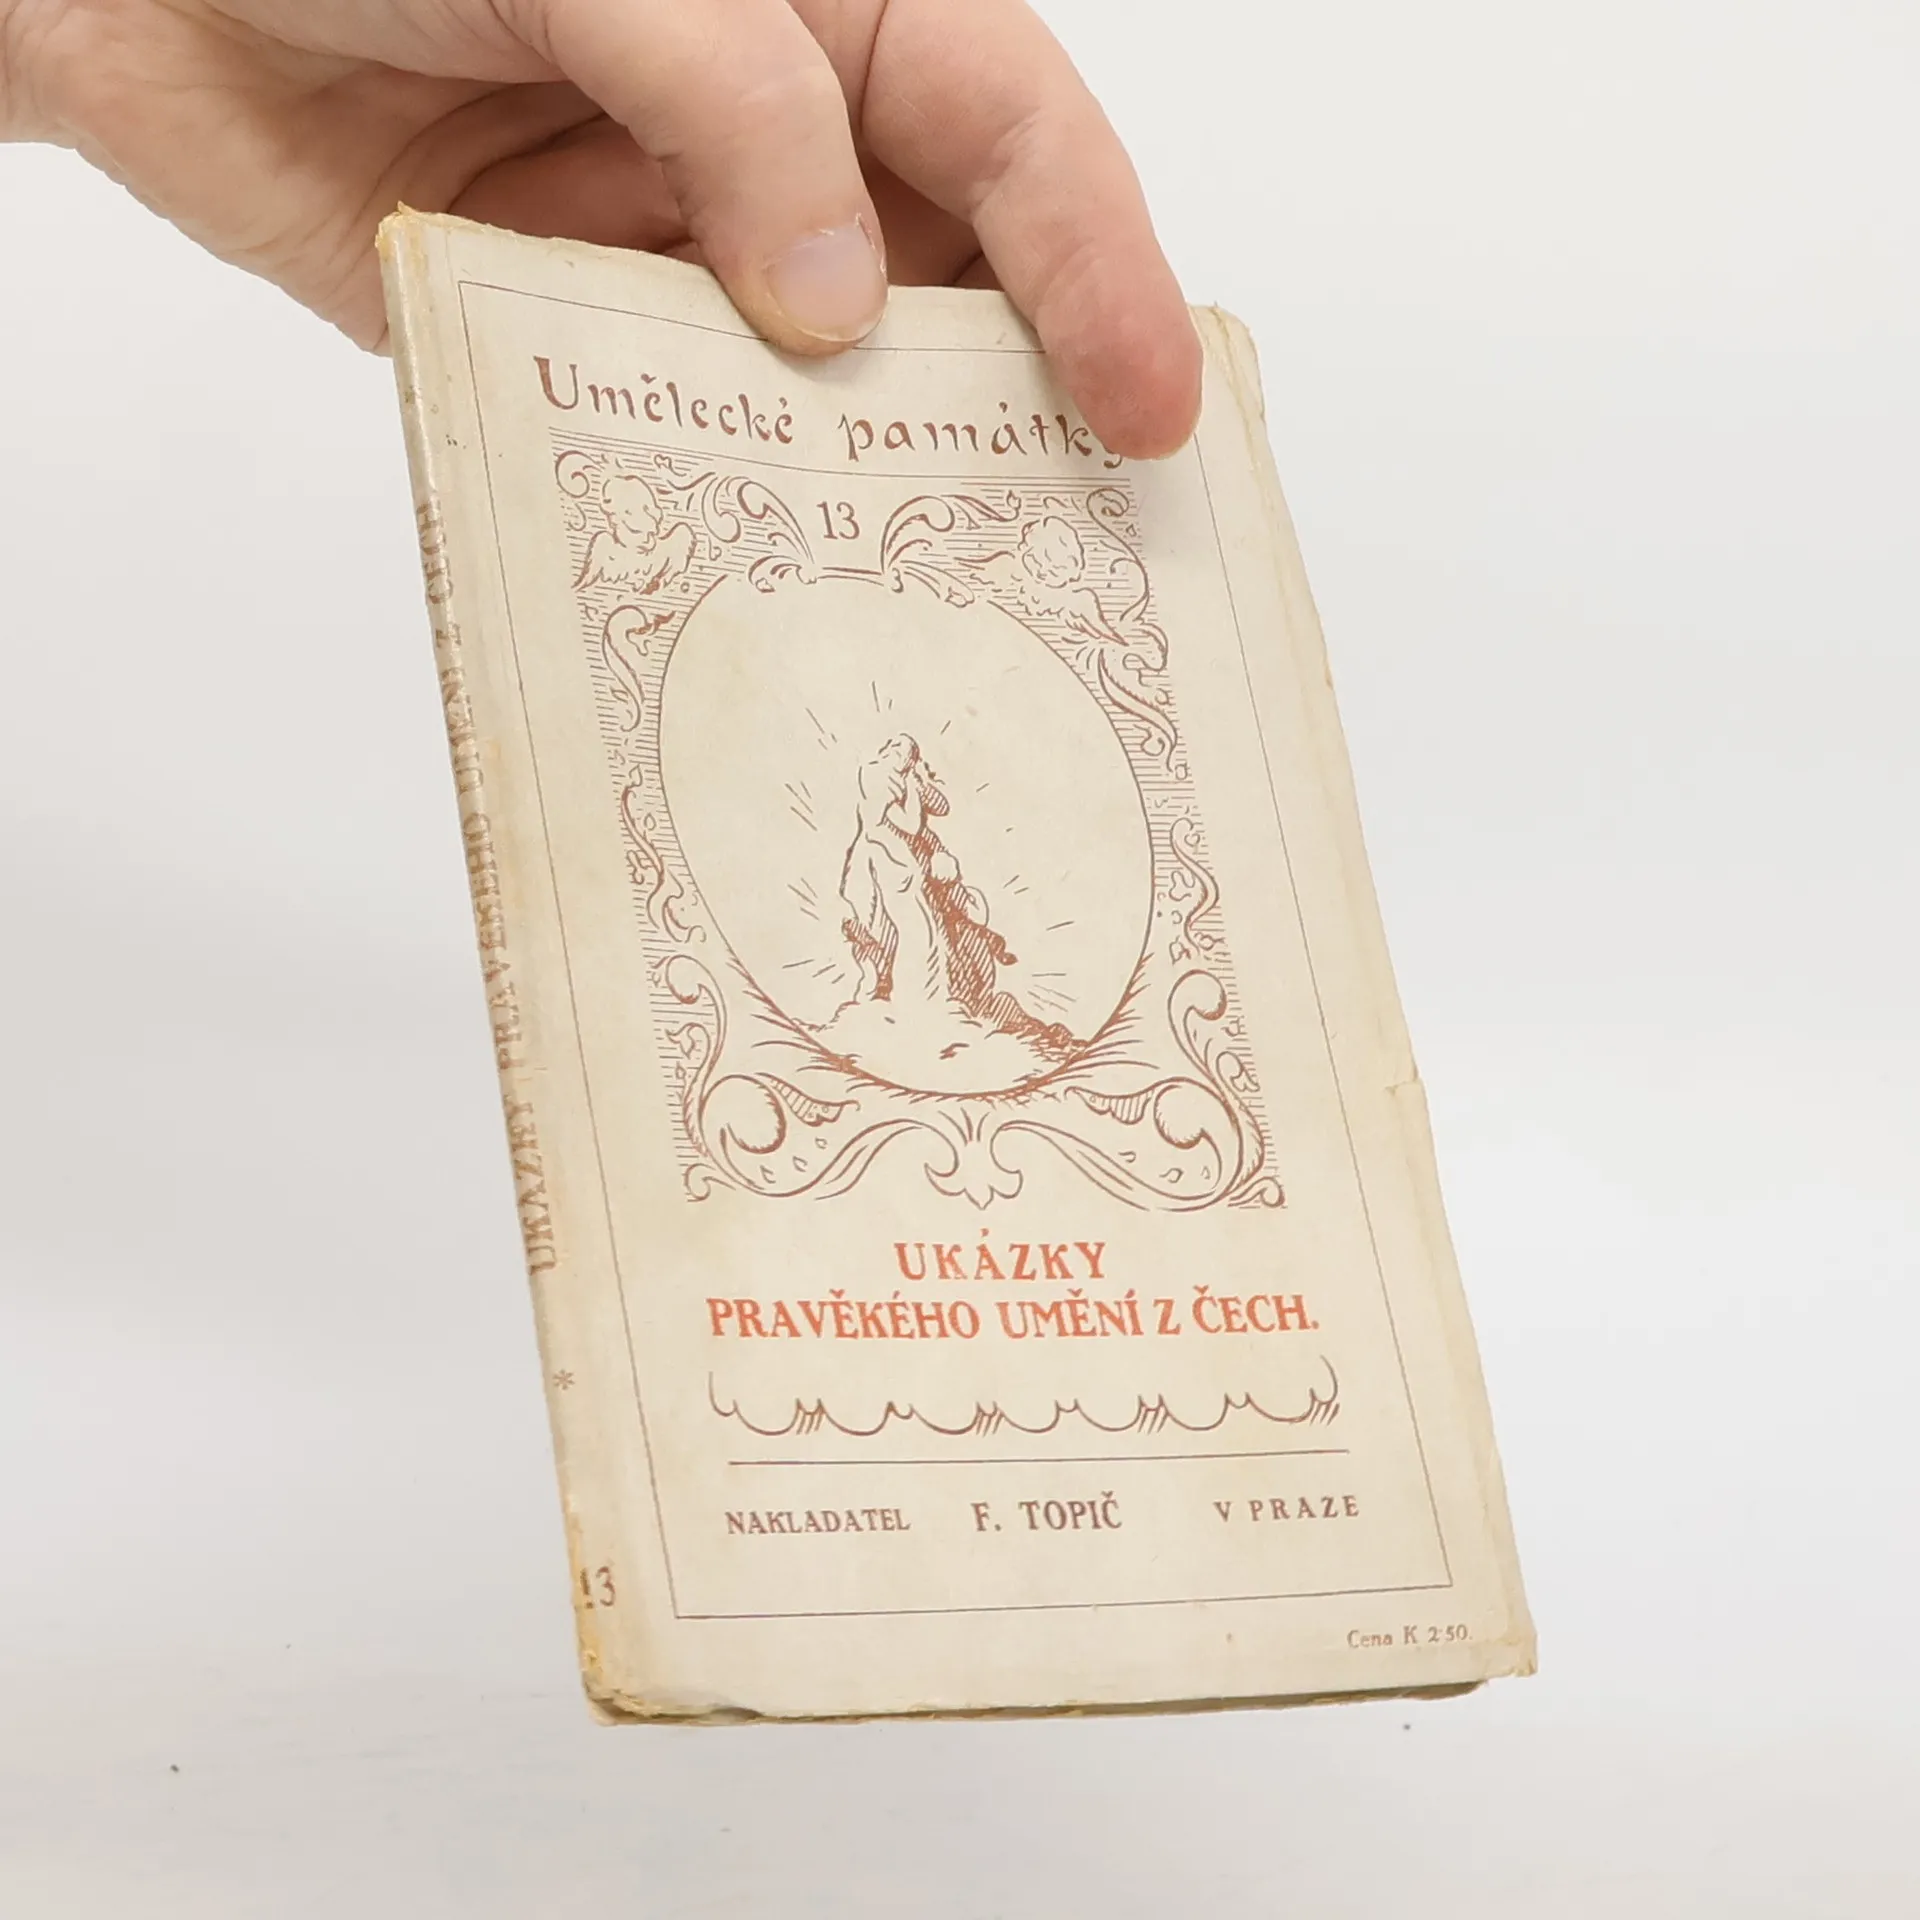 Umělecké památky
13
UKÁZKY
PRAVĚKÉHO UMĚNÍ Z ČECH.
NAKLADATEL F. TOPIČ V PRAZE
Cena K 2·50.
UKÁZKY PRAVĚKÉHO UMĚNÍ Z ČECH
*
13